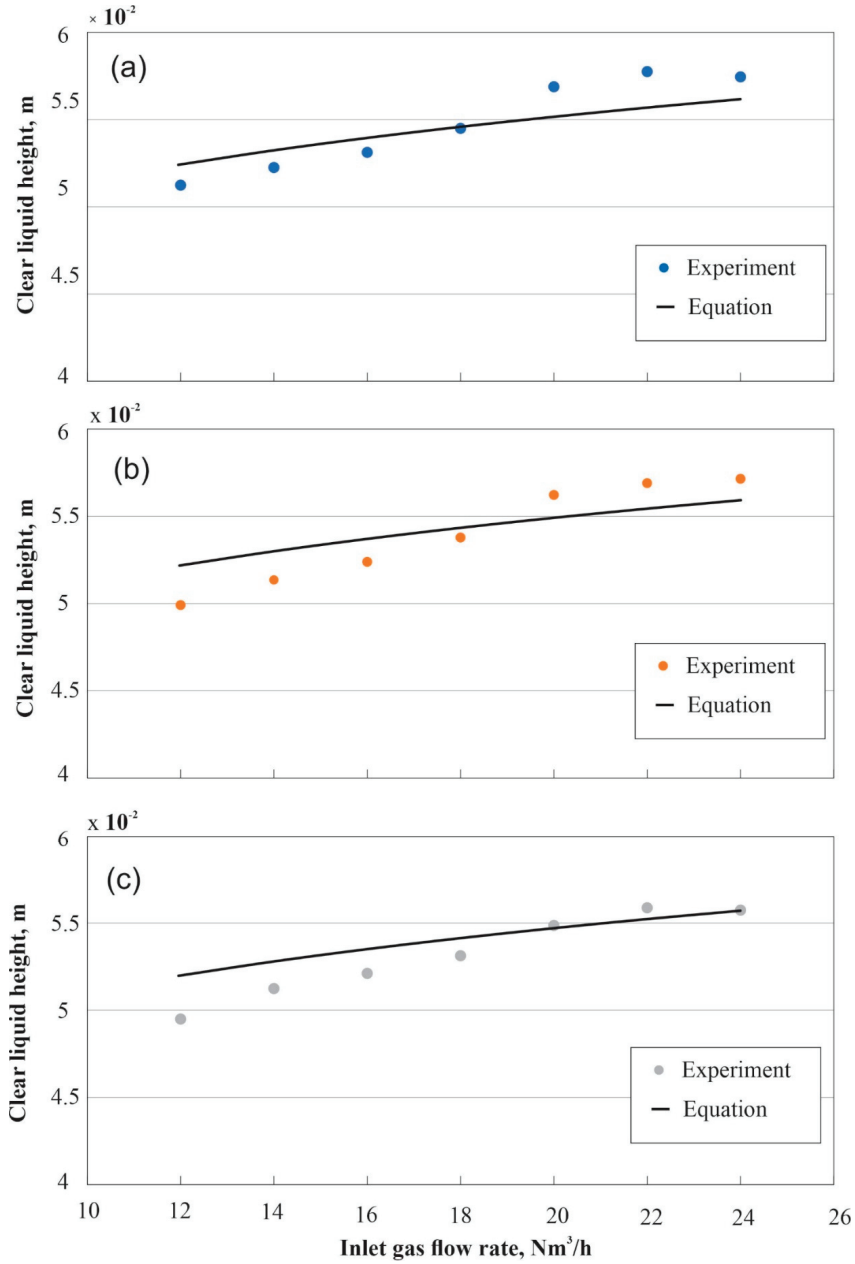 × 10⁻²
6
(a)
5.5
5
4.5
4
Clear liquid height, m
Experiment
Equation
x 10⁻²
6
(b)
5.5
5
4.5
4
Clear liquid height, m
Experiment
Equation
x 10⁻²
6
(c)
5.5
5
4.5
4
Clear liquid height, m
Experiment
Equation
10 12 14 16 18 20 22 24 26
Inlet gas flow rate, Nm³/h